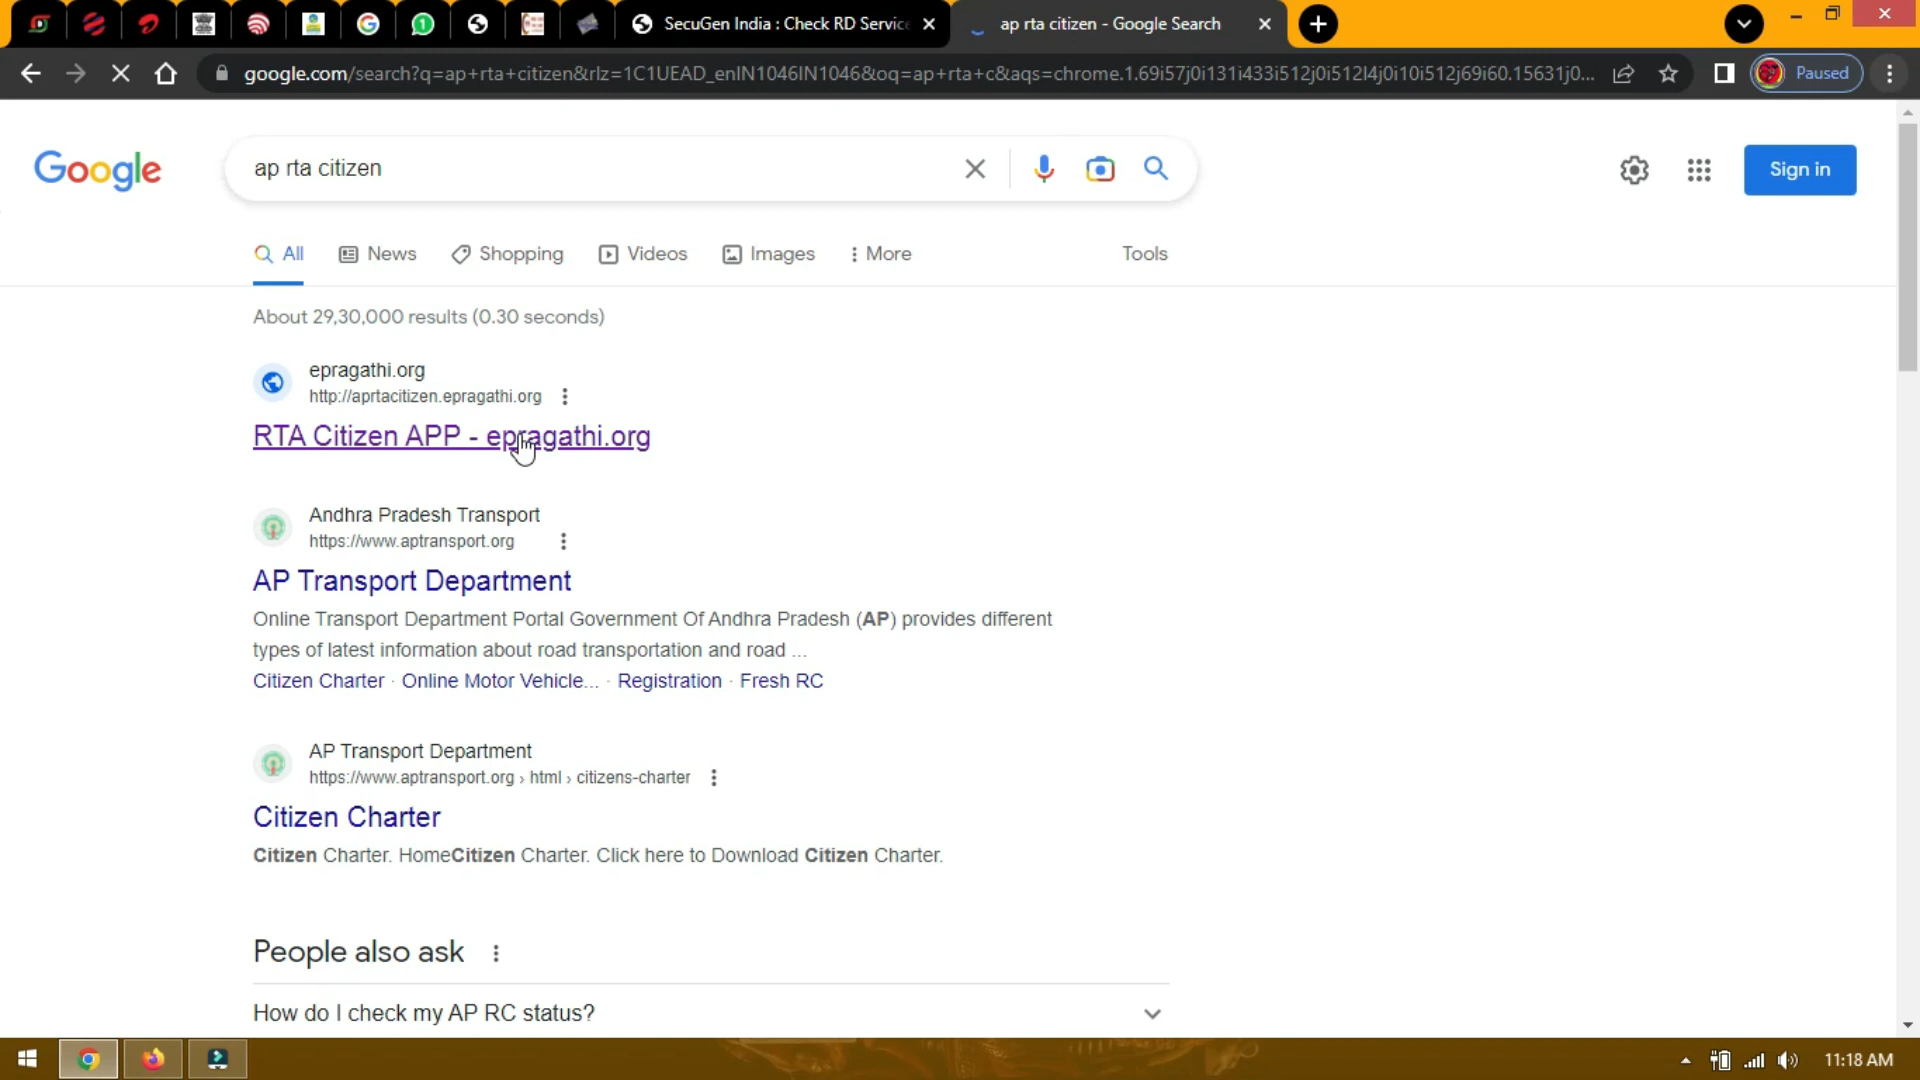 SecuGen India : Check RD Service
ap rta citizen - Google Search
google.com/search?q=ap+rta+citizen&rlz=1C1UEAD_enIN1046IN1046&oq=ap+rta+c&aqs=chrome.1.69i57j0i131i433i512j0i512l4j0i10i512j69i60.15631j0...
Paused
Google
ap rta citizen
Sign in
All
News
Shopping
Videos
Images
More
Tools
About 29,30,000 results (0.30 seconds)
epragathi.org
http://aprtacitizen.epragathi.org
RTA Citizen APP - epragathi.org
Andhra Pradesh Transport
https://www.aptransport.org
AP Transport Department
Online Transport Department Portal Government Of Andhra Pradesh (AP) provides different
types of latest information about road transportation and road ...
Citizen Charter · Online Motor Vehicle... · Registration · Fresh RC
AP Transport Department
https://www.aptransport.org › html › citizens-charter
Citizen Charter
Citizen Charter. HomeCitizen Charter. Click here to Download Citizen Charter.
People also ask
How do I check my AP RC status?
11:18 AM